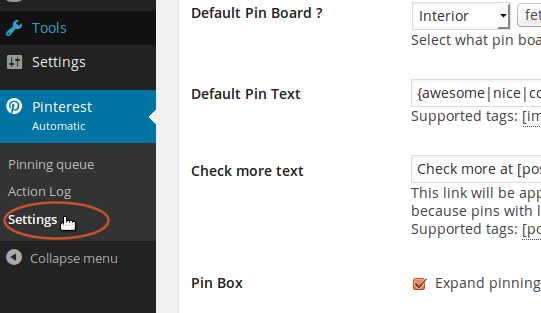 Tools
Settings
Pinterest
Automatic
Pinning queue
Action Log
Settings
Collapse menu
Default Pin Board ?
Interior
Select what pin boa
Default Pin Text
{awesome|nice|co
Supported tags: [im
Check more text
Check more at [pos
This link will be app
because pins with l
Supported tags: [po
Pin Box
Expand pinning